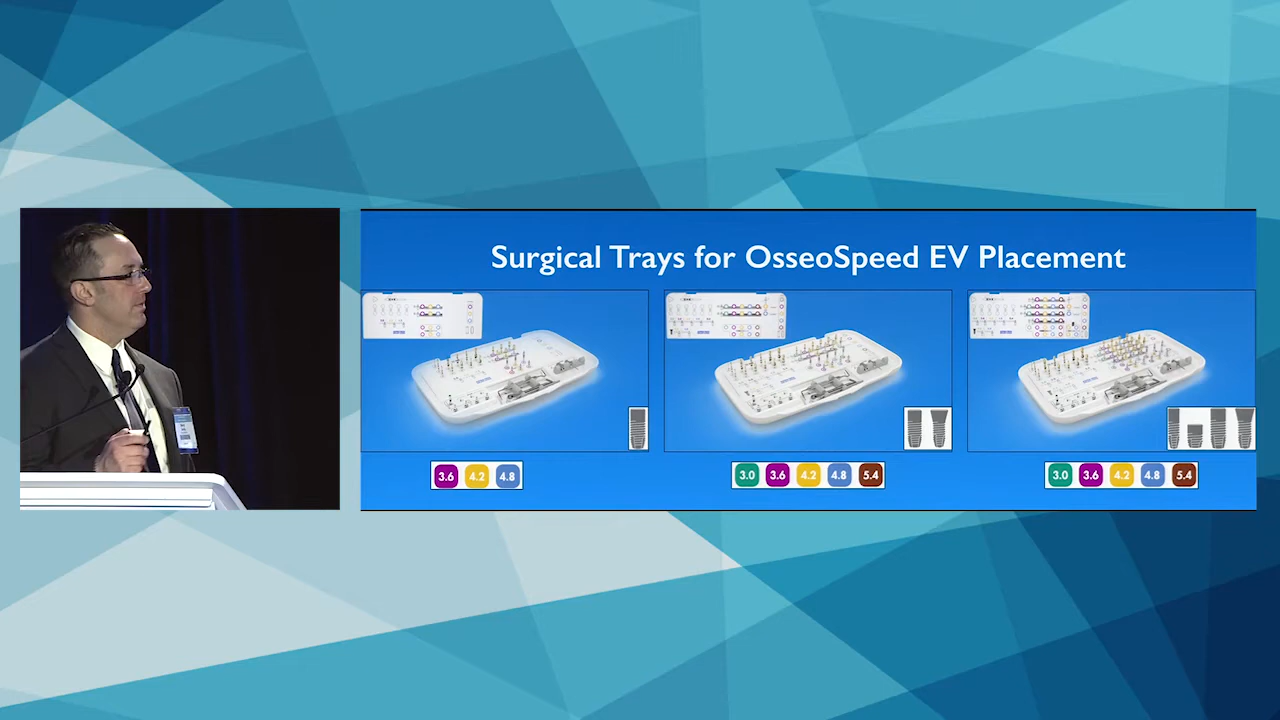 Surgical Trays for OsseoSpeed EV Placement
3.6 4.2 4.8
3.0 3.6 4.2 4.8 5.4
3.0 3.6 4.2 4.8 5.4